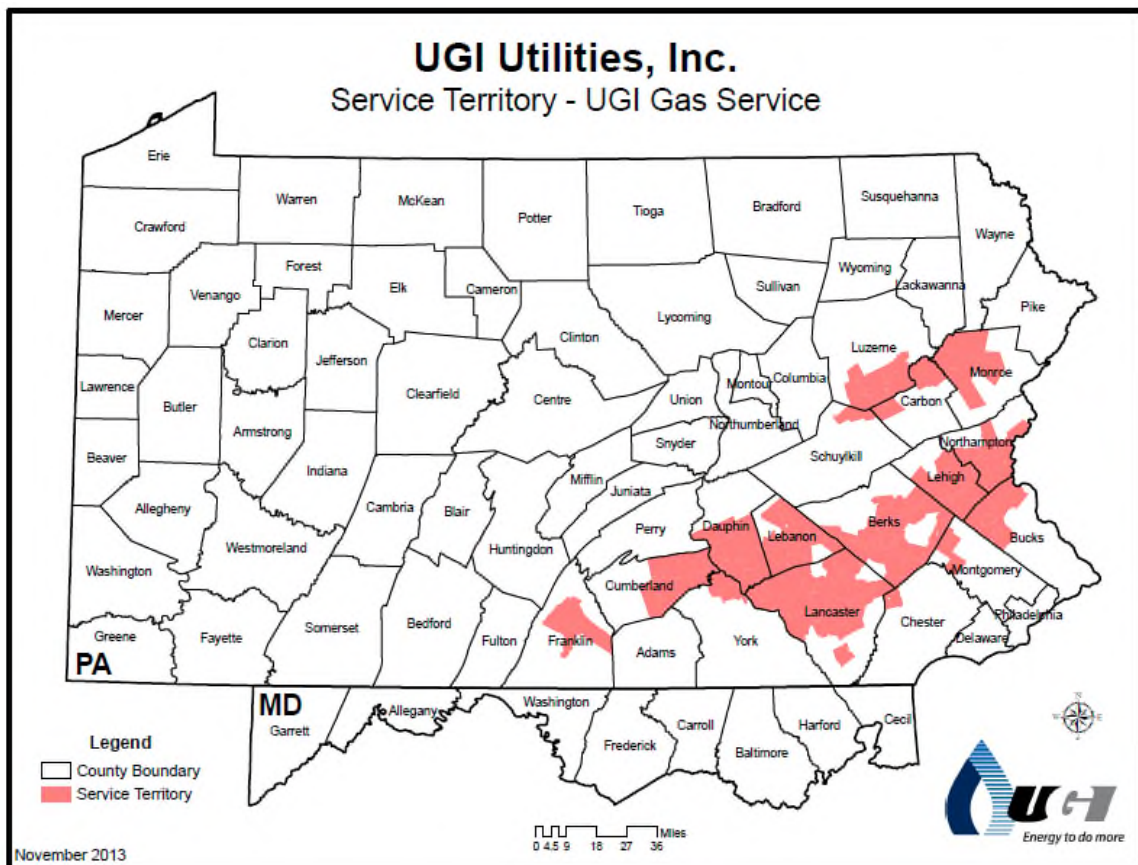 UGI Utilities, Inc.
Service Territory - UGI Gas Service
Erie
Warren
McKean
Potter
Tioga
Bradford
Susquehanna
Crawford
Wayne
Forest
Wyoming
Lackawanna
Venango
Elk
Cameron
Sullivan
Pike
Mercer
Lycoming
Clinton
Clarion
Jefferson
Luzerne
Monroe
Lawrence
Butler
Clearfield
Centre
Union
Montour
Columbia
Carbon
Armstrong
Northumberland
Northampton
Beaver
Snyder
Schuylkill
Indiana
Mifflin
Lehigh
Allegheny
Cambria
Blair
Juniata
Perry
Dauphin
Berks
Lebanon
Bucks
Westmoreland
Huntingdon
Washington
Cumberland
Montgomery
Lancaster
Philadelphia
Greene
Fayette
Somerset
Bedford
Fulton
Franklin
Adams
York
Chester
Delaware
PA
MD
Garrett
Allegany
Washington
Frederick
Carroll
Baltimore
Harford
Cecil
N
W
E
S
Legend
County Boundary
Service Territory
Miles
0 4.5 9 18 27 36
UGI
Energy to do more
November 2013